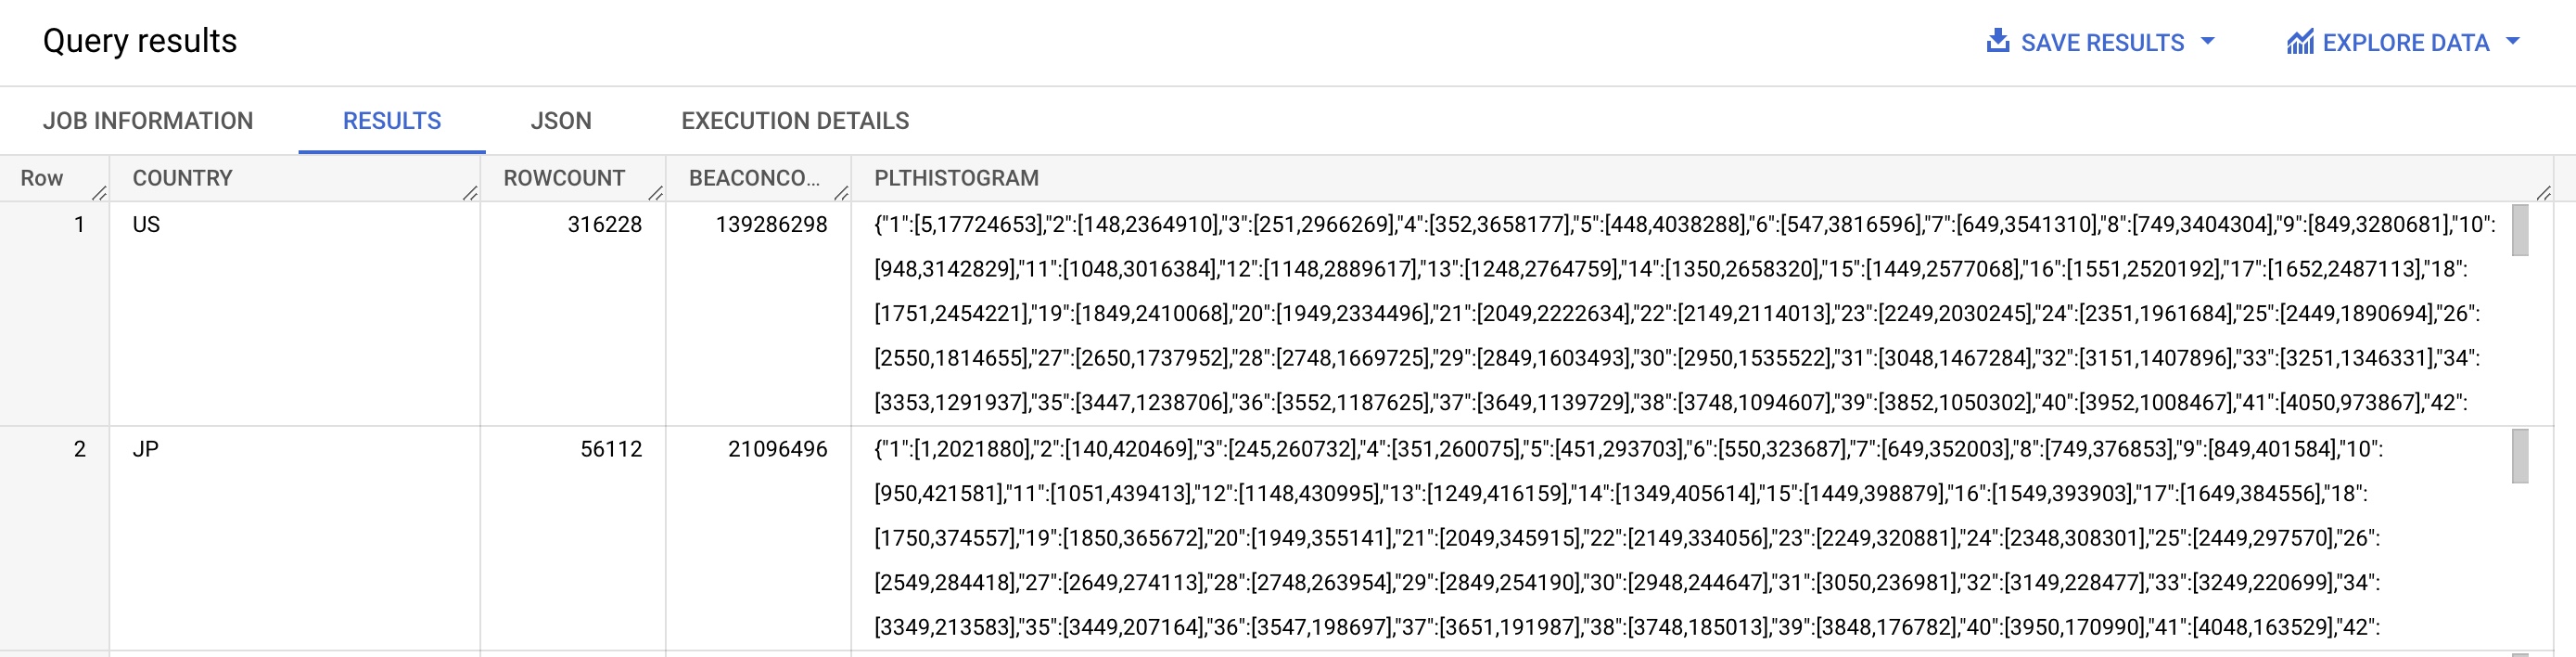 Query results
SAVE RESULTS
EXPLORE DATA
JOB INFORMATION RESULTS JSON EXECUTION DETAILS
Row COUNTRY ROWCOUNT BEACONCO... PLTHISTOGRAM
1 US 316228 139286298 {"1":[5,17724653],"2":[148,2364910],"3":[251,2966269],"4":[352,3658177],"5":[448,4038288],"6":[547,3816596],"7":[649,3541310],"8":[749,3404304],"9":[849,3280681],"10":
[948,3142829],"11":[1048,3016384],"12":[1148,2889617],"13":[1248,2764759],"14":[1350,2658320],"15":[1449,2577068],"16":[1551,2520192],"17":[1652,2487113],"18":
[1751,2454221],"19":[1849,2410068],"20":[1949,2334496],"21":[2049,2222634],"22":[2149,2114013],"23":[2249,2030245],"24":[2351,1961684],"25":[2449,1890694],"26":
[2550,1814655],"27":[2650,1737952],"28":[2748,1669725],"29":[2849,1603493],"30":[2950,1535522],"31":[3048,1467284],"32":[3151,1407896],"33":[3251,1346331],"34":
[3353,1291937],"35":[3447,1238706],"36":[3552,1187625],"37":[3649,1139729],"38":[3748,1094607],"39":[3852,1050302],"40":[3952,1008467],"41":[4050,973867],"42":
2 JP 56112 21096496 {"1":[1,2021880],"2":[140,420469],"3":[245,260732],"4":[351,260075],"5":[451,293703],"6":[550,323687],"7":[649,352003],"8":[749,376853],"9":[849,401584],"10":
[950,421581],"11":[1051,439413],"12":[1148,430995],"13":[1249,416159],"14":[1349,405614],"15":[1449,398879],"16":[1549,393903],"17":[1649,384556],"18":
[1750,374557],"19":[1850,365672],"20":[1949,355141],"21":[2049,345915],"22":[2149,334056],"23":[2249,320881],"24":[2348,308301],"25":[2449,297570],"26":
[2549,284418],"27":[2649,274113],"28":[2748,263954],"29":[2849,254190],"30":[2948,244647],"31":[3050,236981],"32":[3149,228477],"33":[3249,220699],"34":
[3349,213583],"35":[3449,207164],"36":[3547,198697],"37":[3651,191987],"38":[3748,185013],"39":[3848,176782],"40":[3950,170990],"41":[4048,163529],"42":